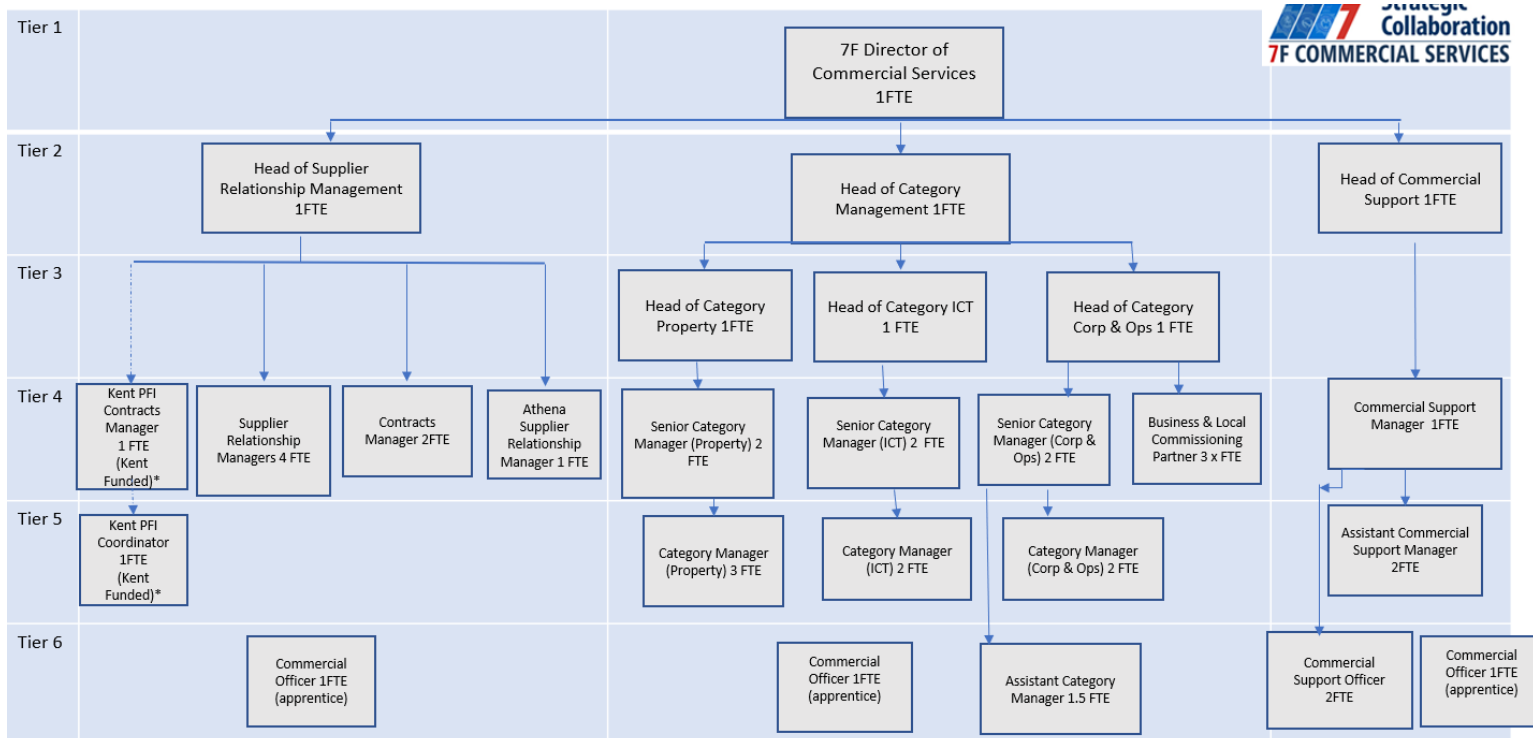 Strategic
Collaboration
7
7F COMMERCIAL SERVICES
Tier 1
7F Director of
Commercial Services
1FTE
Tier 2
Head of Supplier
Relationship Management
1FTE
Head of Category
Management 1FTE
Head of Commercial
Support 1FTE
Tier 3
Head of Category
Property 1FTE
Head of Category ICT
1 FTE
Head of Category
Corp & Ops 1 FTE
Tier 4
Kent PFI
Contracts
Manager
1 FTE
(Kent
Funded)*
Supplier
Relationship
Managers 4 FTE
Contracts
Manager 2FTE
Athena
Supplier
Relationship
Manager 1 FTE
Senior Category
Manager (Property) 2
FTE
Senior Category
Manager (ICT) 2 FTE
Senior Category
Manager (Corp &
Ops) 2 FTE
Business & Local
Commissioning
Partner 3 x FTE
Commercial Support
Manager 1FTE
Tier 5
Kent PFI
Coordinator
1FTE
(Kent
Funded)*
Category Manager
(Property) 3 FTE
Category Manager
(ICT) 2 FTE
Category Manager
(Corp & Ops) 2 FTE
Assistant Commercial
Support Manager
2FTE
Tier 6
Commercial
Officer 1FTE
(apprentice)
Commercial
Officer 1FTE
(apprentice)
Assistant Category
Manager 1.5 FTE
Commercial
Support Officer
2FTE
Commercial
Officer 1FTE
(apprentice)